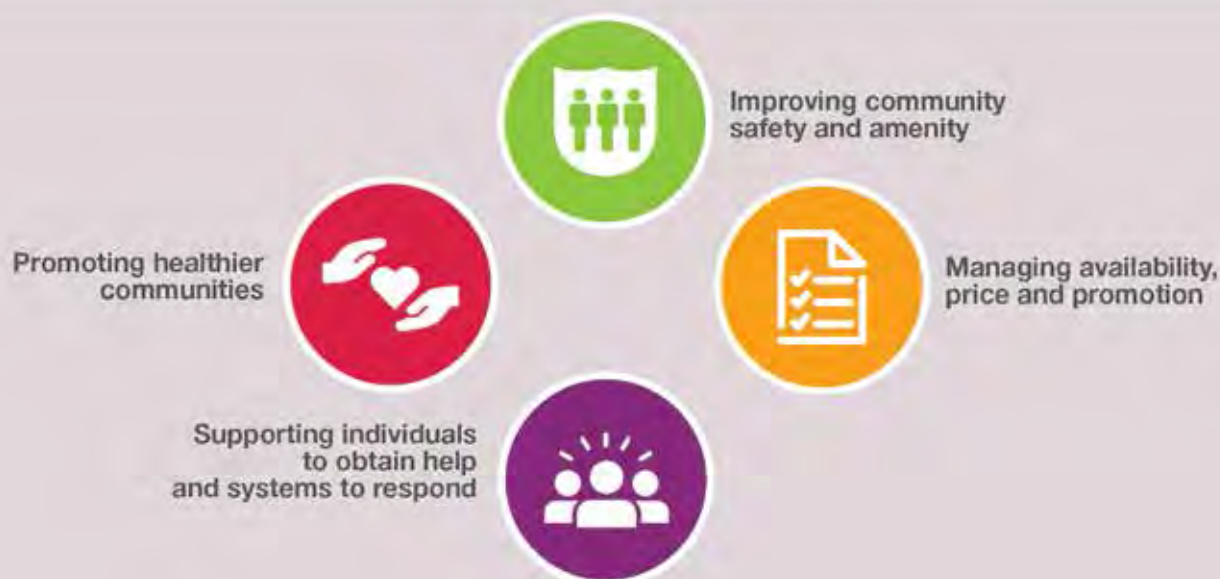 Improving community
safety and amenity
Promoting healthier
communities
Managing availability,
price and promotion
Supporting individuals
to obtain help
and systems to respond